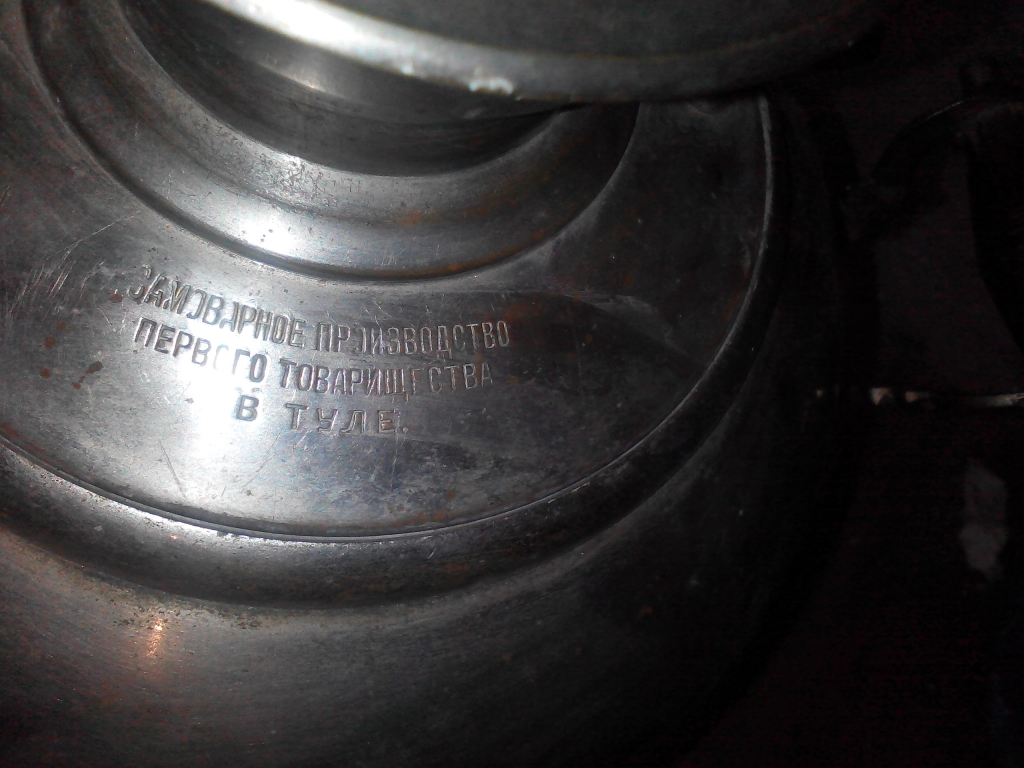 САМОВАРНОЕ ПРОИЗВОДСТВО
ПЕРВОГО ТОВАРИЩЕСТВА
В ТУЛЕ.